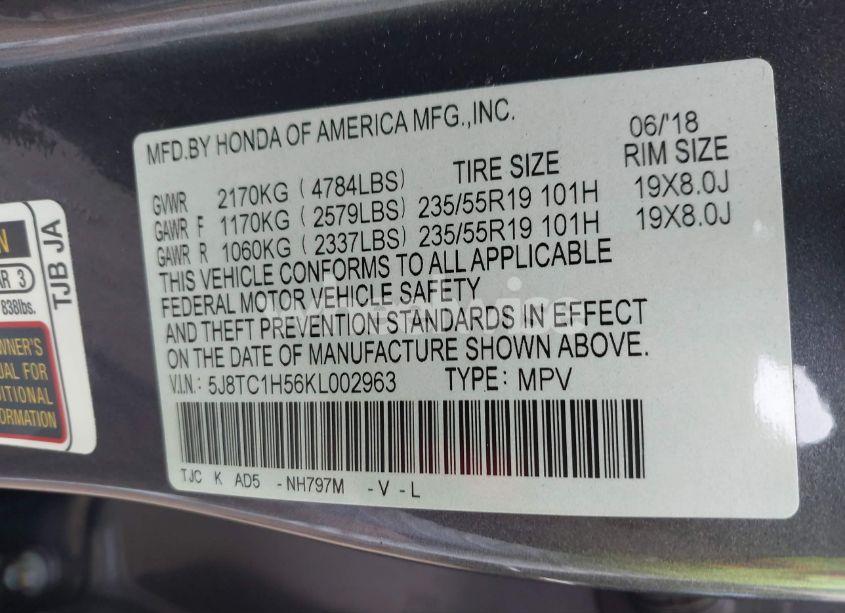 MFD.BY HONDA OF AMERICA MFG.,INC.
06/'18
TIRE SIZE RIM SIZE
GVWR 2170KG ( 4784LBS)
GAWR F 1170KG ( 2579LBS) 235/55R19 101H 19X8.0J
GAWR R 1060KG ( 2337LBS) 235/55R19 101H 19X8.0J
THIS VEHICLE CONFORMS TO ALL APPLICABLE
FEDERAL MOTOR VEHICLE SAFETY
AND THEFT PREVENTION STANDARDS IN EFFECT
ON THE DATE OF MANUFACTURE SHOWN ABOVE.
V.I.N.: 5J8TC1H56KL002963 TYPE: MPV
TJC K AD5 -NH797M -V -L
TJB JA
3
838lbs.
FOR